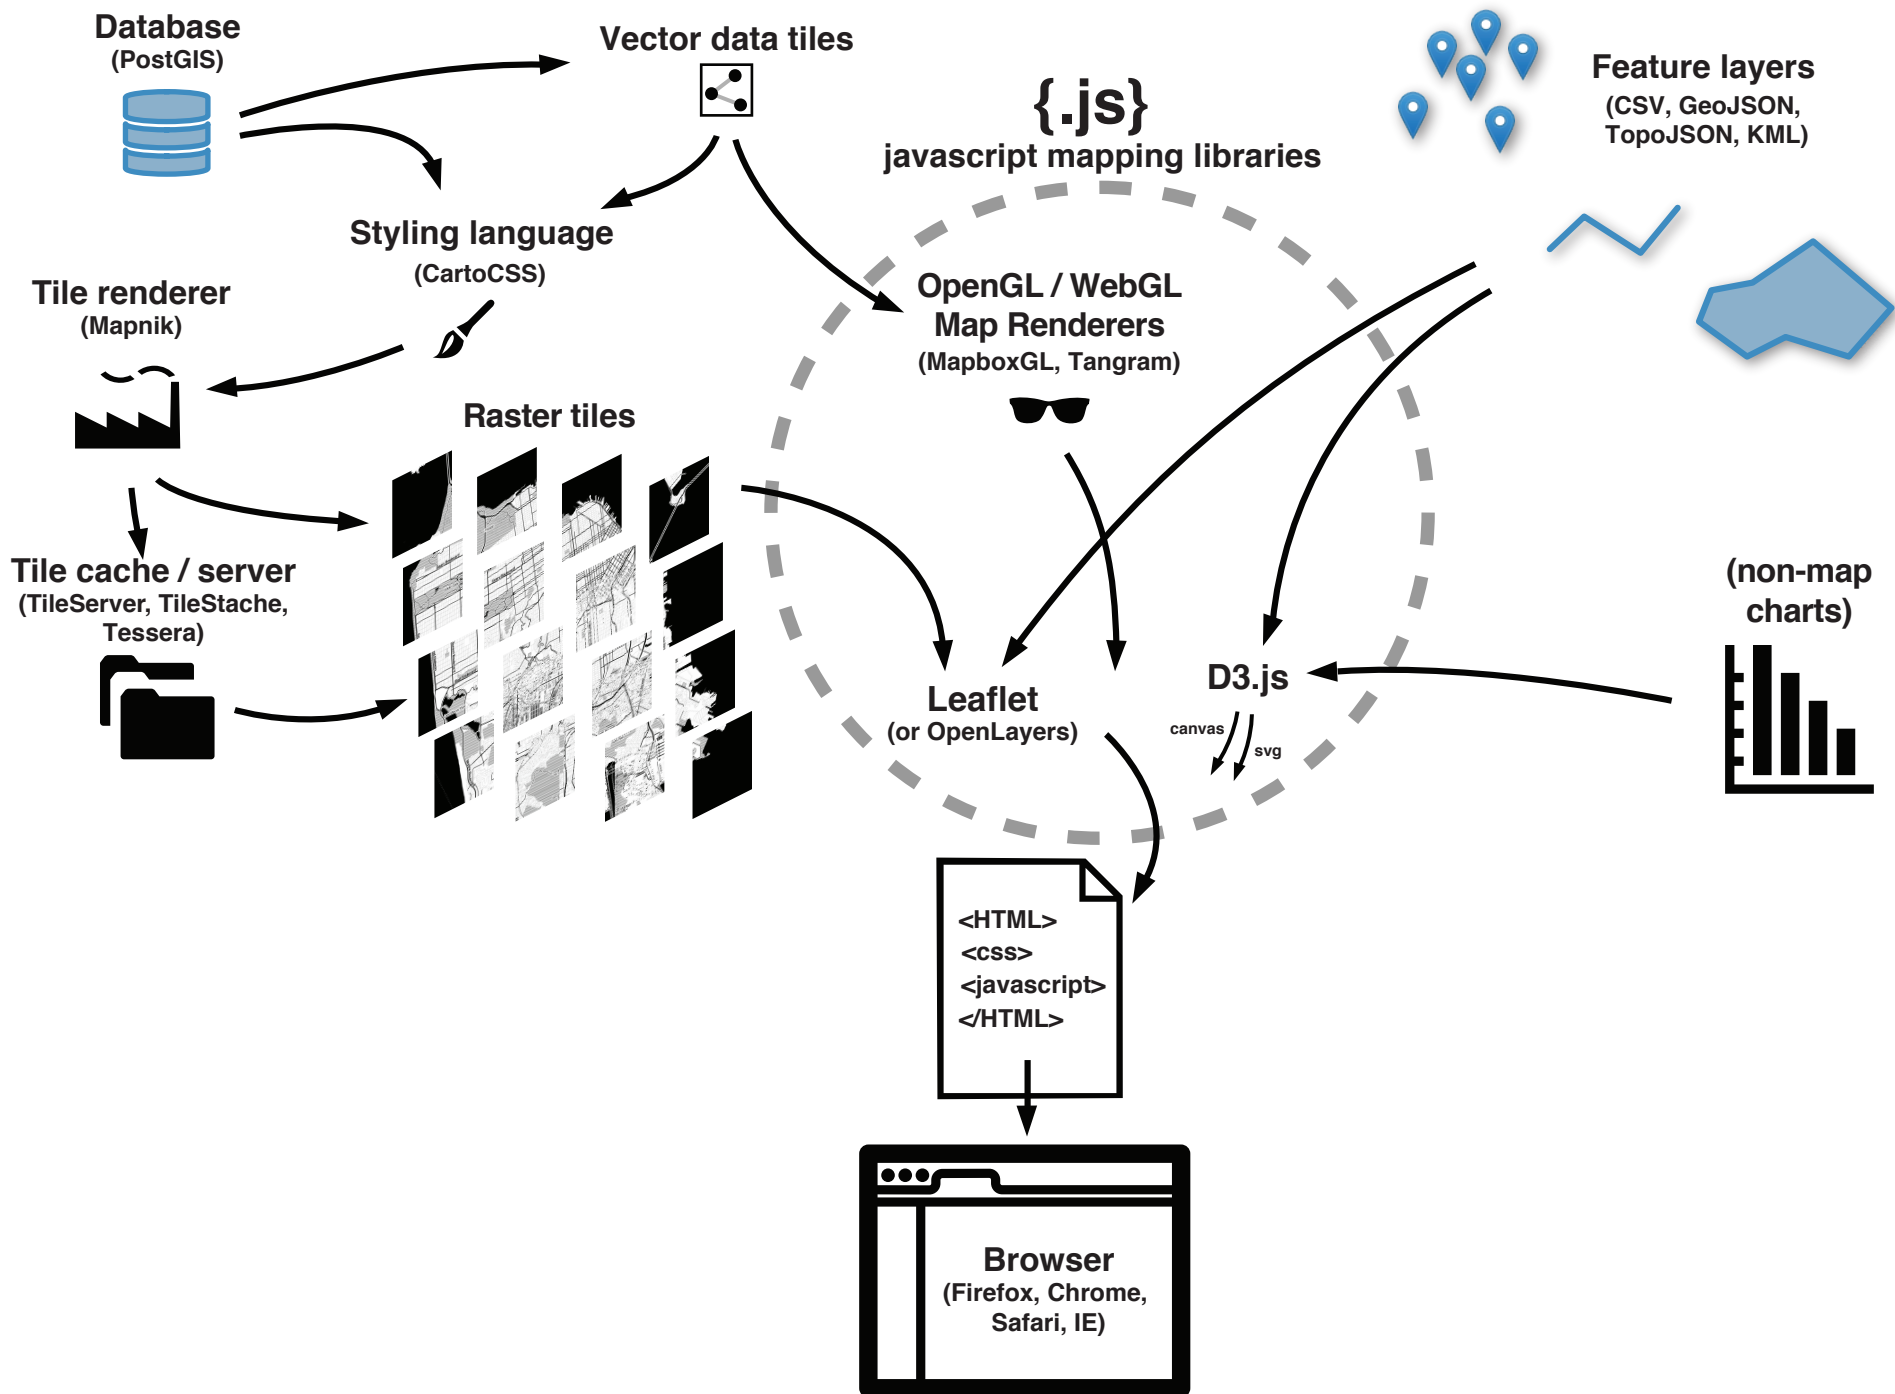 Database
(PostGIS)
Vector data tiles
{.js}
javascript mapping libraries
Feature layers
(CSV, GeoJSON,
TopoJSON, KML)
Styling language
(CartoCSS)
Tile renderer
(Mapnik)
OpenGL / WebGL
Map Renderers
(MapboxGL, Tangram)
Raster tiles
Tile cache / server
(TileServer, TileStache,
Tessera)
(non-map
charts)
Leaflet
(or OpenLayers)
D3.js
canvas
svg
<HTML>
<css>
<javascript>
</HTML>
Browser
(Firefox, Chrome,
Safari, IE)